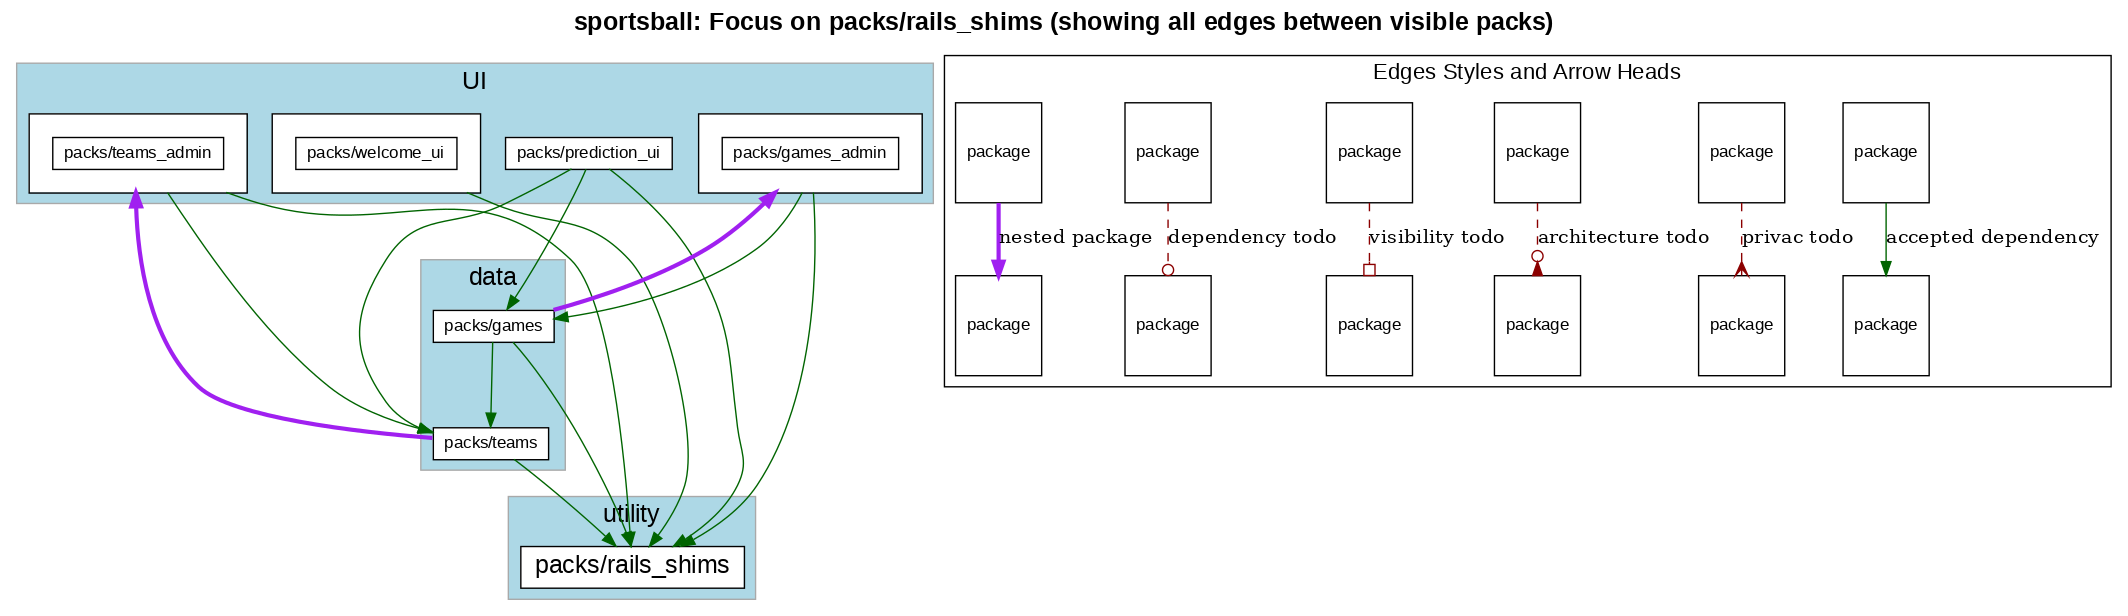 sportsball: Focus on packs/rails_shims (showing all edges between visible packs)
UI
packs/teams_admin
packs/welcome_ui
packs/prediction_ui
packs/games_admin
data
packs/games
packs/teams
utility
packs/rails_shims
Edges Styles and Arrow Heads
package
package
package
package
package
package
nested package
dependency todo
visibility todo
architecture todo
privac todo
accepted dependency
package
package
package
package
package
package